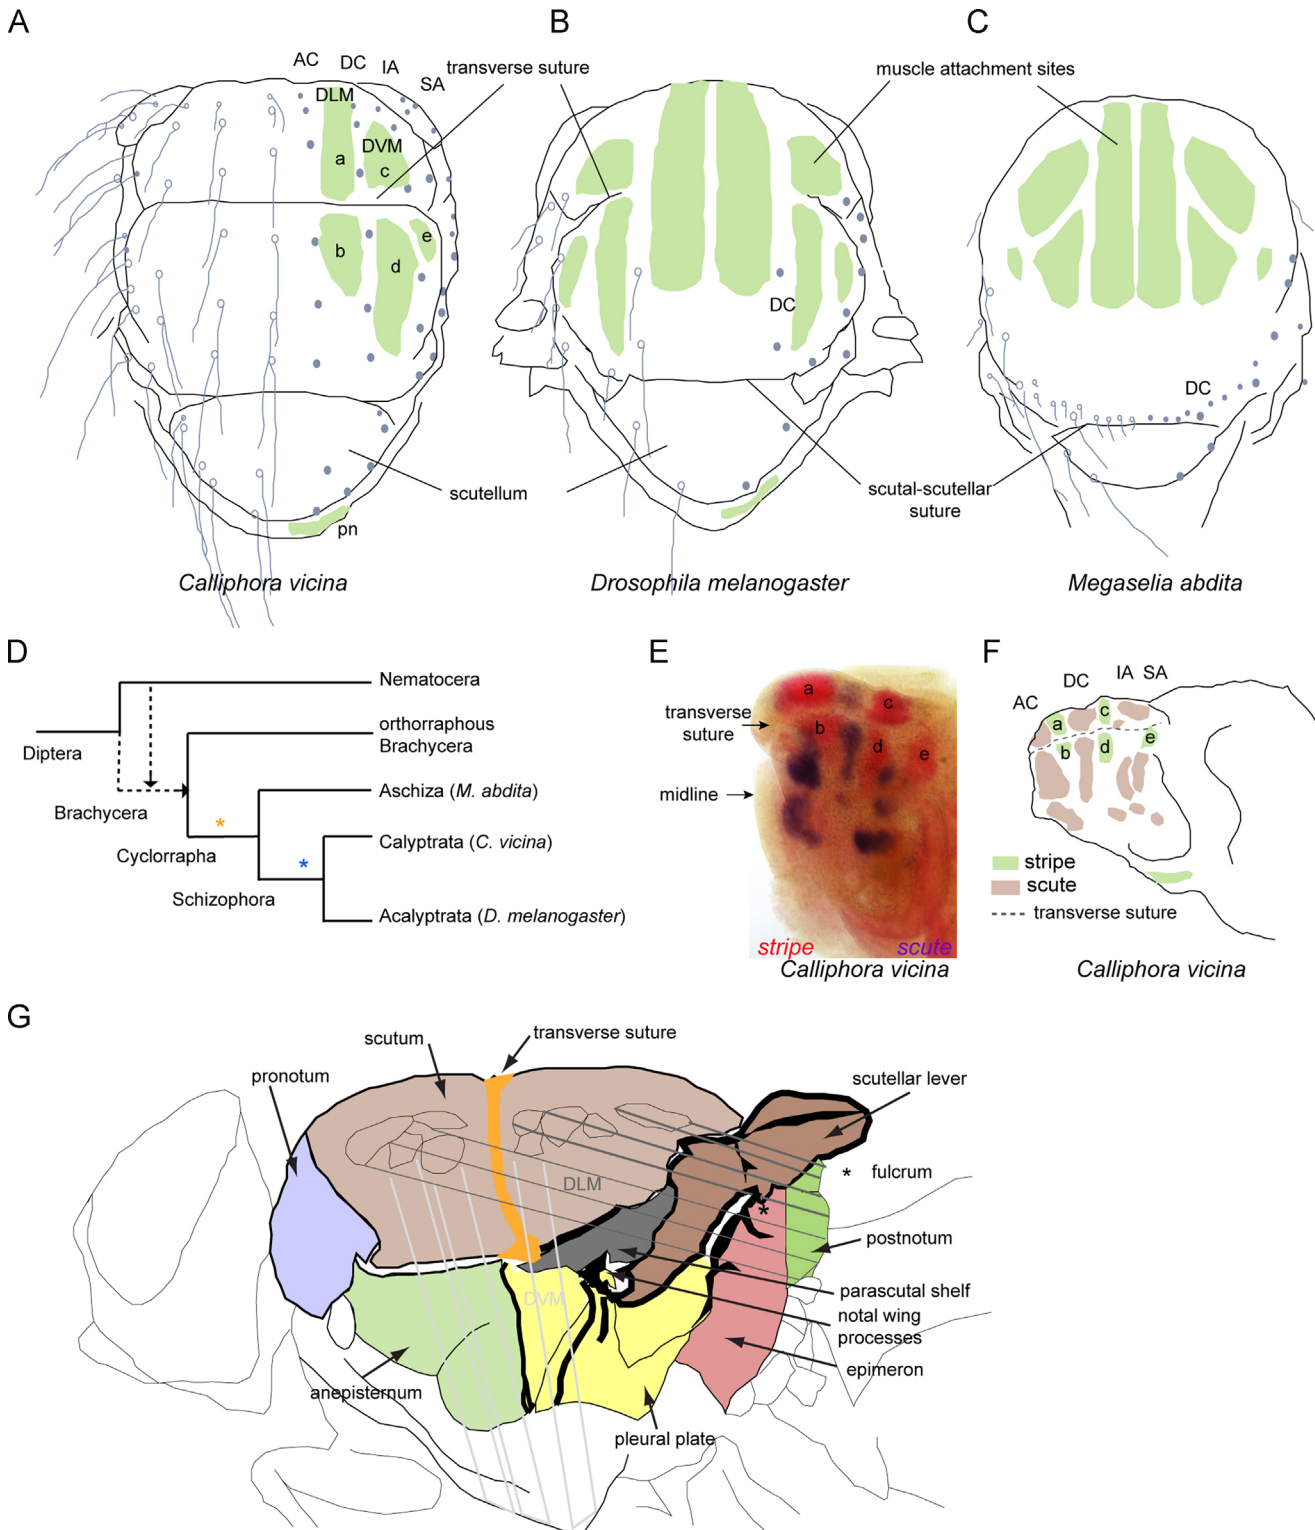 A
B
C
AC
DC
IA
SA
transverse suture
muscle attachment sites
DLM
DVM
a
c
b
d
e
DC
DC
scutellum
scutal-scutellar
suture
pn
Calliphora vicina
Drosophila melanogaster
Megaselia abdita
D
E
F
Nematocera
orthorraphous
Brachycera
Diptera
Brachycera
Aschiza (M. abdita)
*
Cyclorrapha
Calyptrata (C. vicina)
*
Schizophora
Acalyptrata (D. melanogaster)
transverse
suture
midline
a
c
b
d
e
stripe
scute
Calliphora vicina
AC
DC
IA
SA
a
c
b
d
e
stripe
scute
transverse suture
Calliphora vicina
G
scutum
transverse suture
pronotum
scutellar lever
DLM
*
fulcrum
*
postnotum
DVM
parascutal shelf
notal wing
processes
epimeron
anepisternum
pleural plate